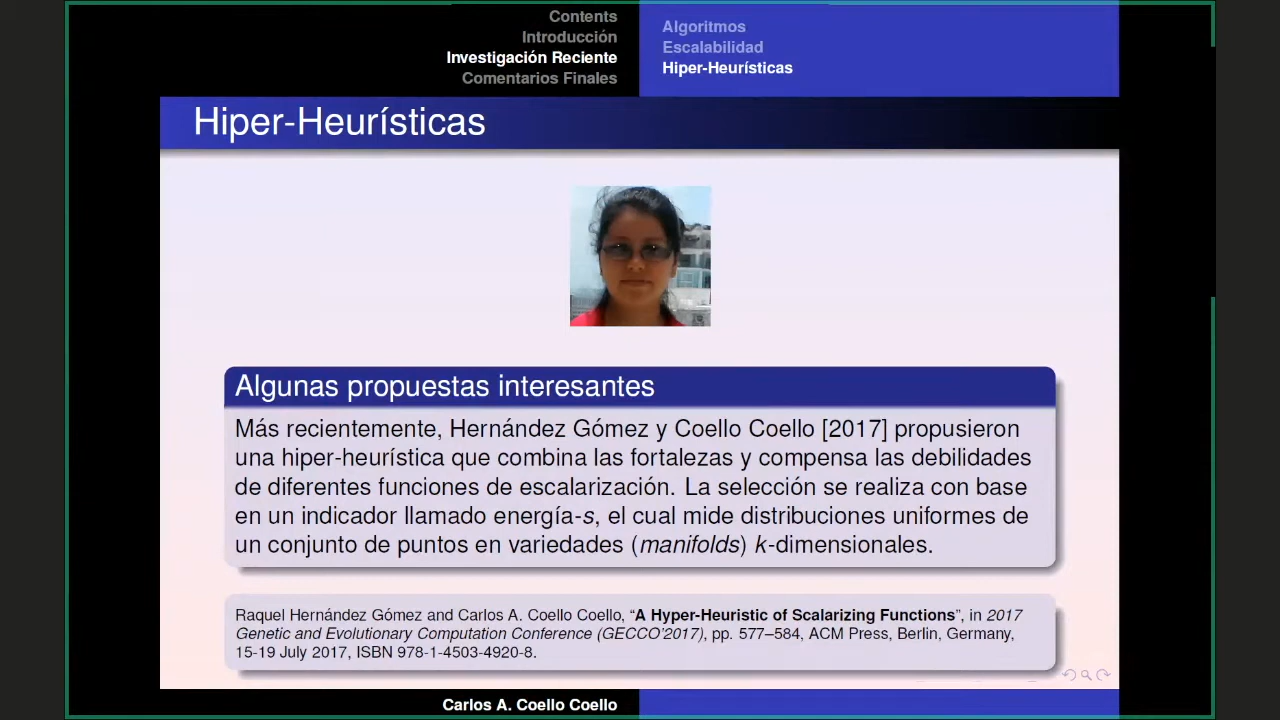 Contents
Introducción
Investigación Reciente
Comentarios Finales
Algoritmos
Escalabilidad
Hiper-Heurísticas
Hiper-Heurísticas
Algunas propuestas interesantes
Más recientemente, Hernández Gómez y Coello Coello [2017] propusieron
una hiper-heurística que combina las fortalezas y compensa las debilidades
de diferentes funciones de escalarización. La selección se realiza con base
en un indicador llamado energía-s, el cual mide distribuciones uniformes de
un conjunto de puntos en variedades (manifolds) k-dimensionales.
Raquel Hernández Gómez and Carlos A. Coello Coello, “A Hyper-Heuristic of Scalarizing Functions”, in 2017
Genetic and Evolutionary Computation Conference (GECCO’2017), pp. 577–584, ACM Press, Berlin, Germany,
15-19 July 2017, ISBN 978-1-4503-4920-8.
Carlos A. Coello Coello